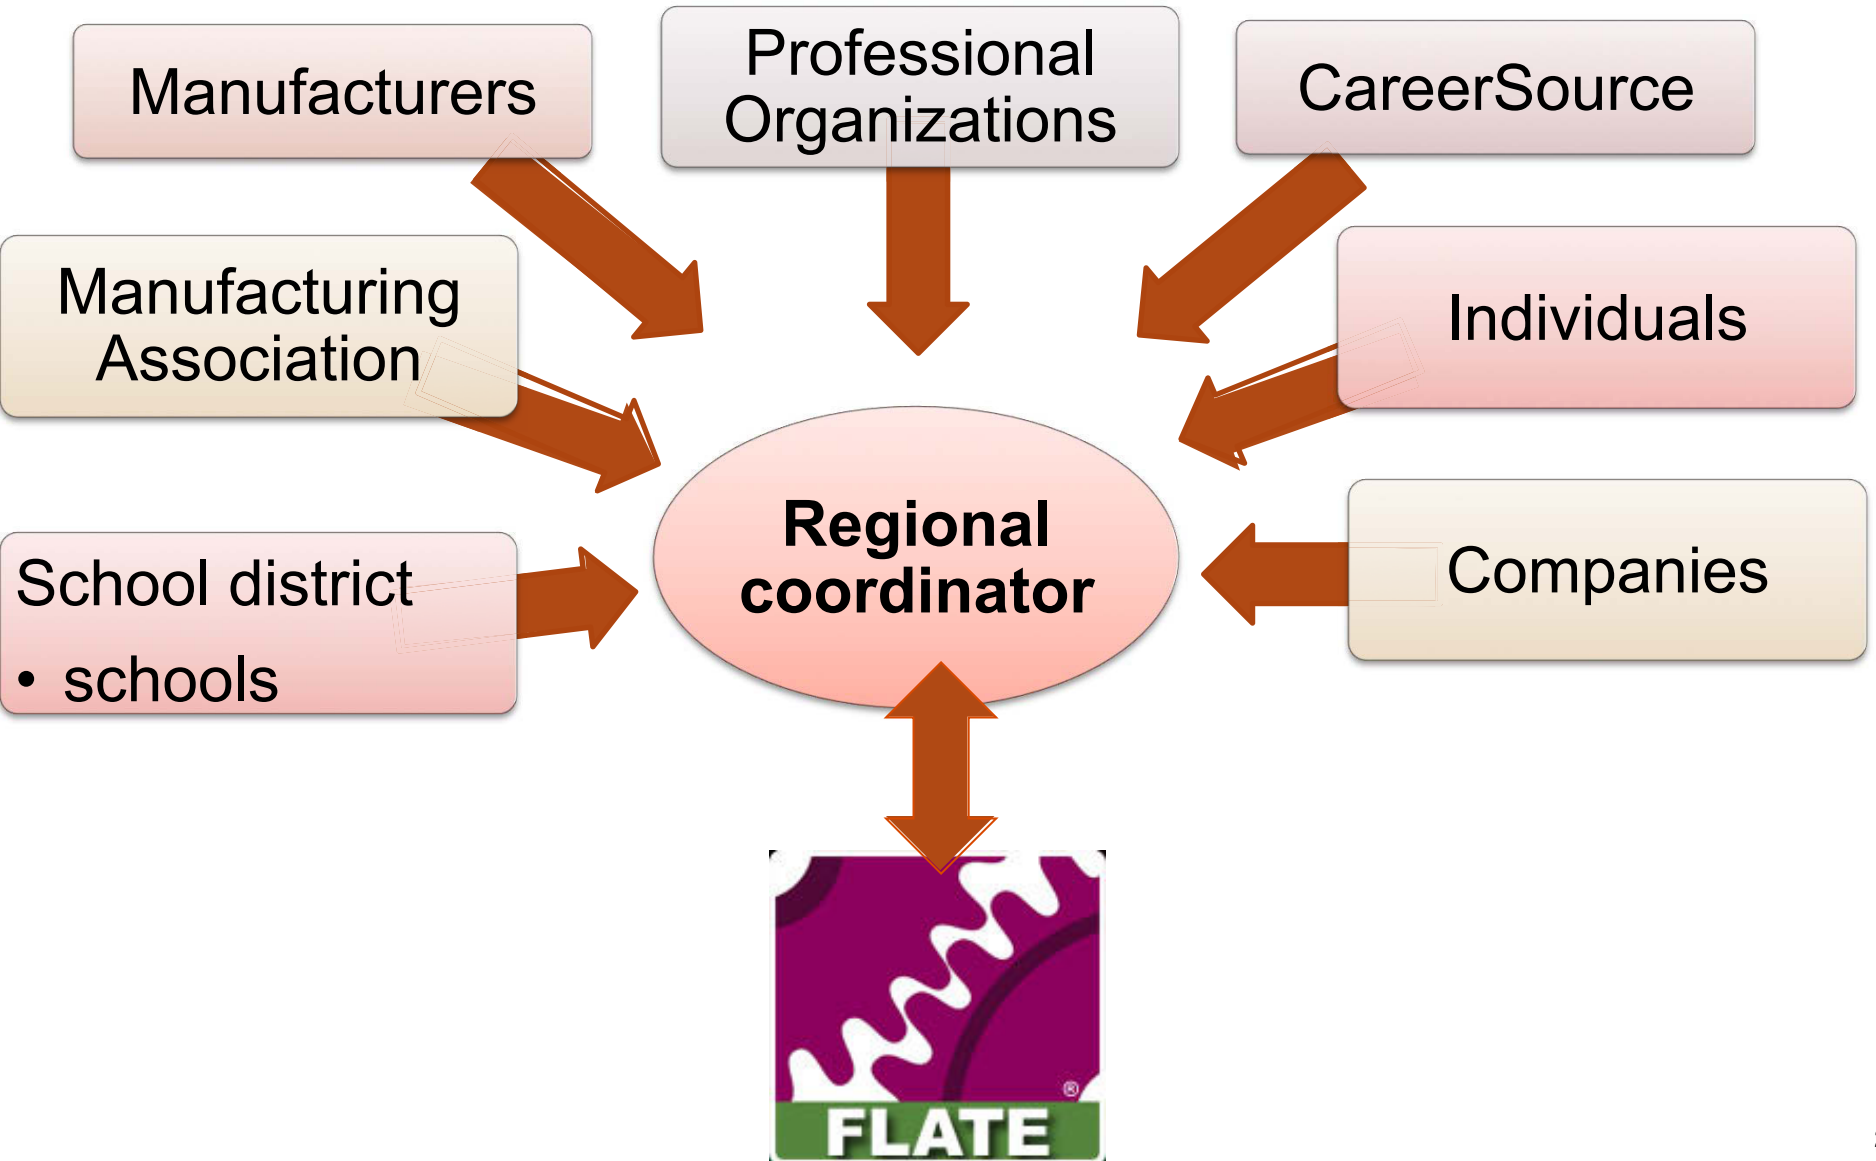 Manufacturers
Professional
Organizations
CareerSource
Manufacturing
Association
Individuals
School district
• schools
Regional
coordinator
Companies
®
FLATE